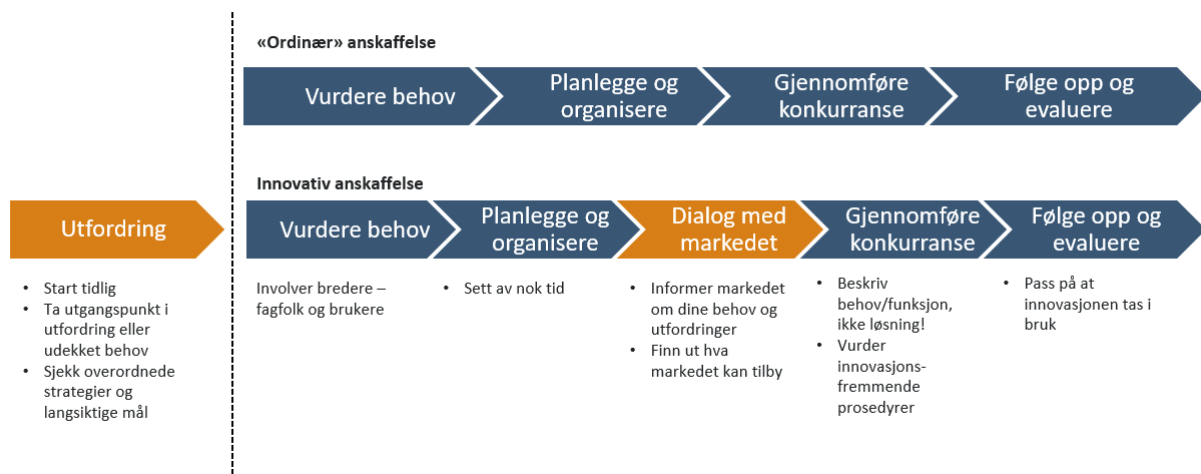 «Ordinær» anskaffelse
Vurdere behov
Planlegge og
organisere
Gjennomføre
konkurranse
Følge opp og
evaluere
Innovativ anskaffelse
Utfordring
Vurdere behov
Planlegge og
organisere
Dialog med
markedet
Gjennomføre
konkurranse
Følge opp og
evaluere
• Start tidlig
• Ta utgangspunkt i
utfordring eller
udekket behov
• Sjekk overordnede
strategier og
langsiktige mål
Involver bredere –
fagfolk og brukere
• Sett av nok tid
• Informer markedet
om dine behov og
utfordringer
• Finn ut hva
markedet kan tilby
• Beskriv
behov/funksjon,
ikke løsning!
• Vurder
innovasjons-
fremmende
prosedyrer
• Pass på at
innovasjonen tas i
bruk